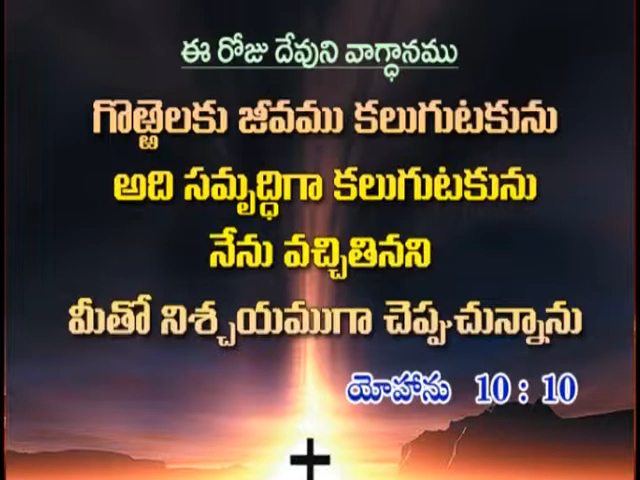 ఈ రోజు దేవుని వాగ్ధానము
గొఱ్ఱెలకు జీవము కలుగుటకును
అది సమృద్ధిగా కలుగుటకును
నేను వచ్చితినని
మీతో నిశ్చయముగా చెప్పుచున్నాను
యోహాను 10 : 10